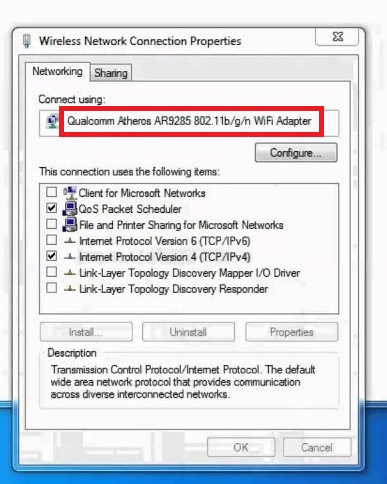 Wireless Network Connection Properties
Networking
Sharing
Connect using:
Qualcomm Atheros AR9285 802.11b/g/n WiFi Adapter
Configure...
This connection uses the following items:
Client for Microsoft Networks
QoS Packet Scheduler
File and Printer Sharing for Microsoft Networks
Internet Protocol Version 6 (TCP/IPv6)
Internet Protocol Version 4 (TCP/IPv4)
Link-Layer Topology Discovery Mapper I/O Driver
Link-Layer Topology Discovery Responder
Install...
Uninstall
Properties
Description
Transmission Control Protocol/Internet Protocol. The default
wide area network protocol that provides communication
across diverse interconnected networks.
OK
Cancel